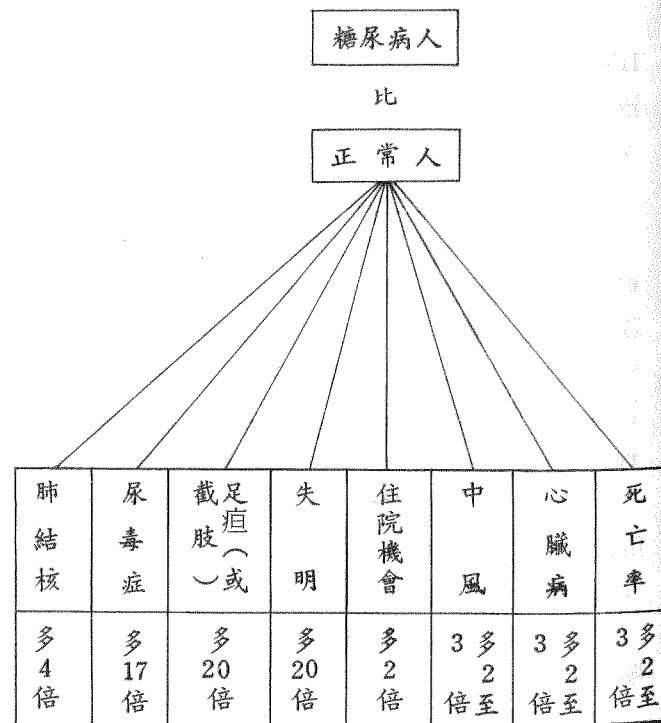 糖尿病人
比
正常人
死亡率
心臟病
中風
住院機會
失明
足疸(或
截肢)
尿毒症
肺結核
多2至
3倍
多2至
3倍
多2至
3倍
多2倍
多20倍
多20倍
多17倍
多4倍